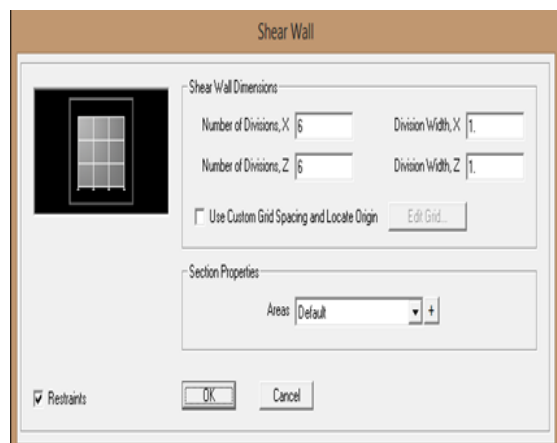 Shear Wall
Shear Wall Dimensions
Number of Divisions, X 6 Division Width, X 1.
Number of Divisions, Z 6 Division Width, Z 1.
Use Custom Grid Spacing and Locate Origin Edit Grid...
Section Properties
Areas Default +
Restraints OK Cancel